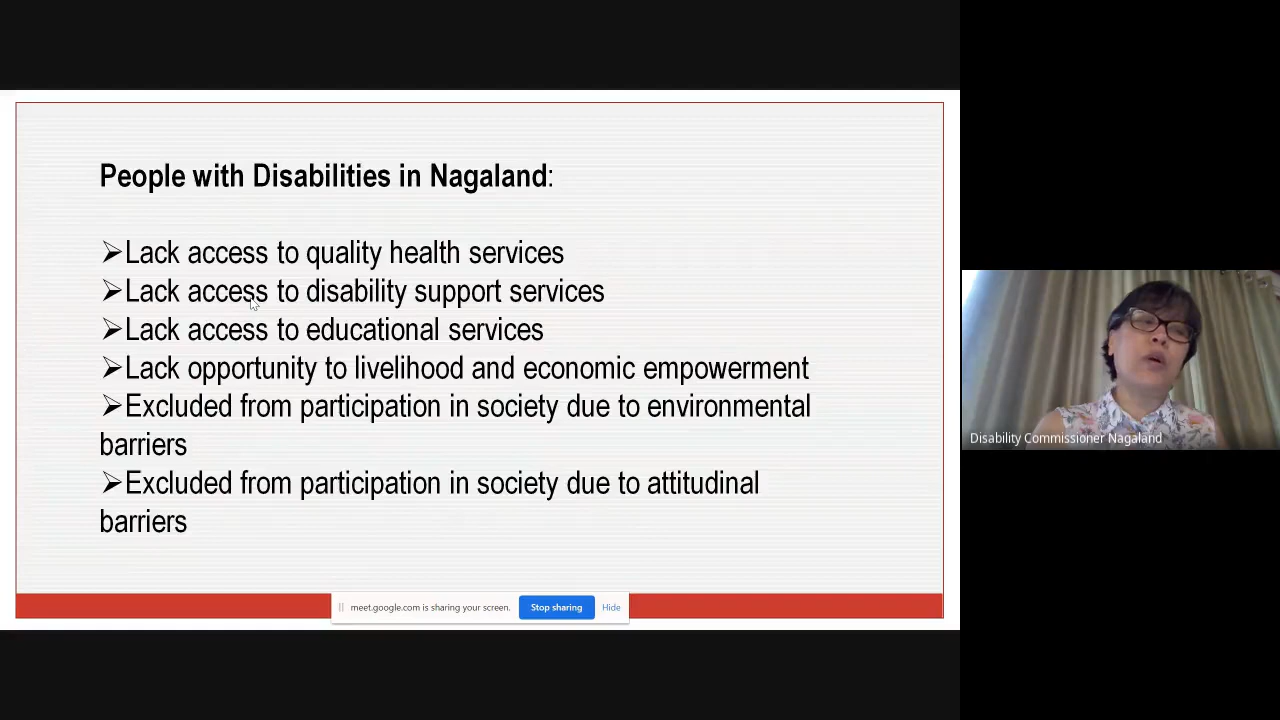 People with Disabilities in Nagaland:
➢Lack access to quality health services
➢Lack access to disability support services
➢Lack access to educational services
➢Lack opportunity to livelihood and economic empowerment
➢Excluded from participation in society due to environmental
barriers
➢Excluded from participation in society due to attitudinal
barriers
meet.google.com is sharing your screen. Stop sharing Hide
Disability Commissioner Nagaland